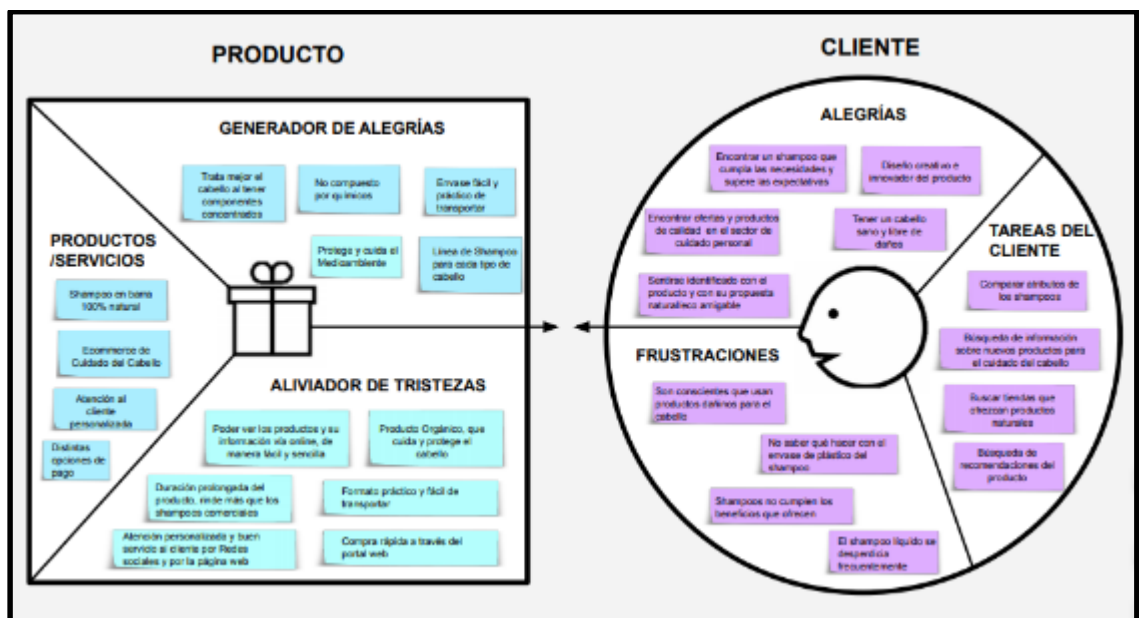 PRODUCTO
GENERADOR DE ALEGRÍAS
Trata mejor el
cabello al tener
componentes
concentrados
No compuesto
por químicos
Envase fácil y
práctico de
transportar
Protege y cuida el
Medioambiente
Línea de Shampoo
para cada tipo de
cabello
PRODUCTOS
/SERVICIOS
Shampoo en barra
100% natural
Ecommerce de
Cuidado del Cabello
Atención al
cliente
personalizada
Distintas
opciones de
pago
ALIVIADOR DE TRISTEZAS
Poder ver los productos y su
información vía online, de
manera fácil y sencilla
Producto Orgánico, que
cuida y protege el
cabello
Duración prolongada del
producto, rinde más que los
shampoos comerciales
Formato práctico y fácil de
transportar
Atención personalizada y buen
servicio al cliente por Redes
sociales y por la página web
Compra rápida a través del
portal web
CLIENTE
ALEGRÍAS
Encontrar un shampoo que
cumpla las necesidades y
supere las expectativas
Diseño creativo e
innovador del producto
Encontrar ofertas y productos
de calidad en el sector de
cuidado personal
Tener un cabello
sano y libre de
daños
Sentirse identificado con el
producto y con su propuesta
amigable
TAREAS DEL
CLIENTE
Comparar atributos de
los shampoos
Búsqueda de información
sobre nuevos productos para
el cuidado del cabello
Buscar tiendas que
ofrezcan productos
naturales
Búsqueda de
recomendaciones del
producto
FRUSTRACIONES
Son conscientes que usan
productos dañinos para el
cabello
No saber qué hacer con el
envase de plástico del
shampoo
Shampoos no cumplen los
beneficios que ofrecen
El shampoo líquido se
desperdicia
frecuentemente